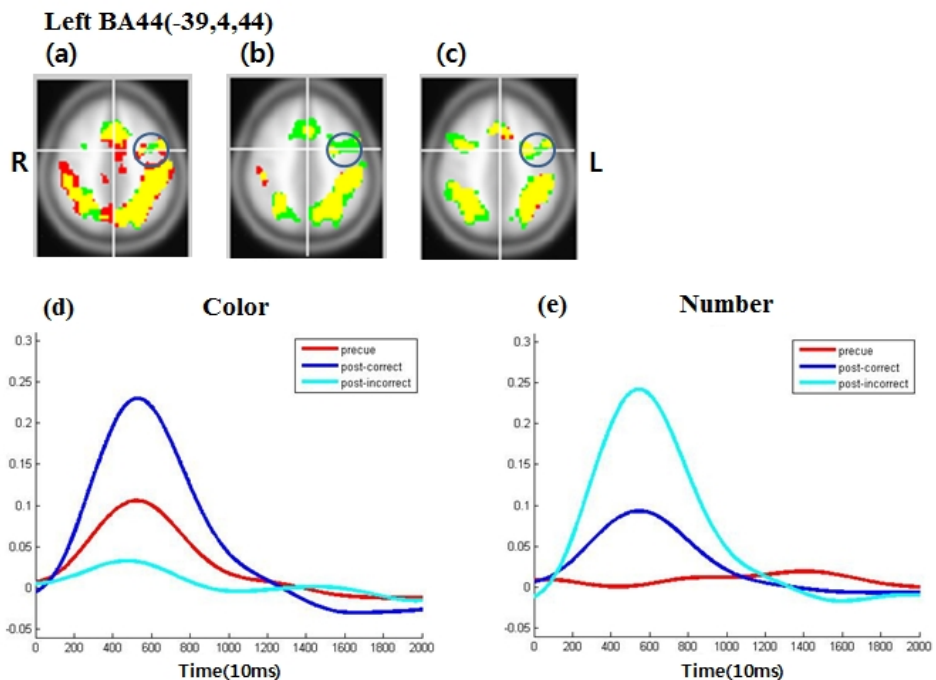 Left BA44(-39,4,44)
(a) (b) (c)
R L
(d) Color
0.3
0.25
0.2
0.15
0.1
0.05
0
-0.05
precue
post-correct
post-incorrect
0 200 400 600 800 1000 1200 1400 1600 1800 2000
Time(10ms)
(e) Number
0.3
0.25
0.2
0.15
0.1
0.05
0
-0.05
precue
post-correct
post-incorrect
0 200 400 600 800 1000 1200 1400 1600 1800 2000
Time(10ms)